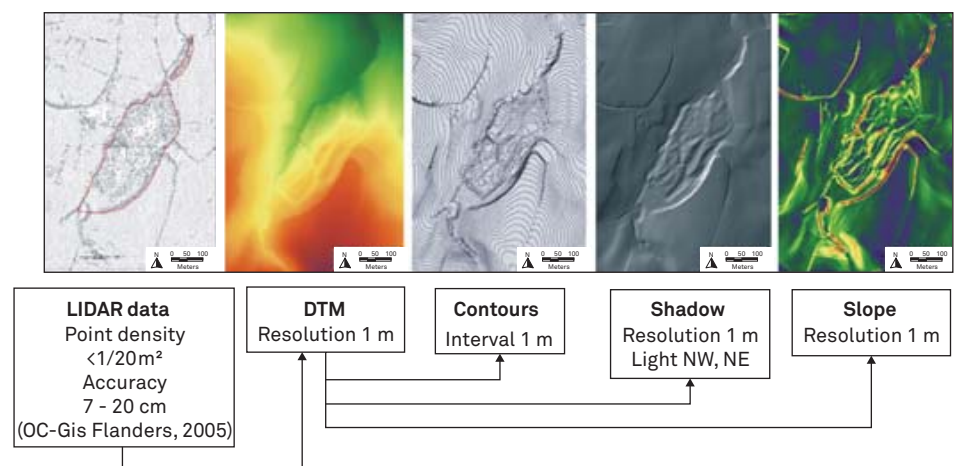 N 0 50 100
Meters
N 0 50 100
Meters
N 0 50 100
Meters
N 0 50 100
Meters
N 0 50 100
Meters
LIDAR data
Point density
<1/20m²
Accuracy
7 - 20 cm
(OC-Gis Flanders, 2005)
DTM
Resolution 1 m
Contours
Interval 1 m
Shadow
Resolution 1 m
Light NW, NE
Slope
Resolution 1 m